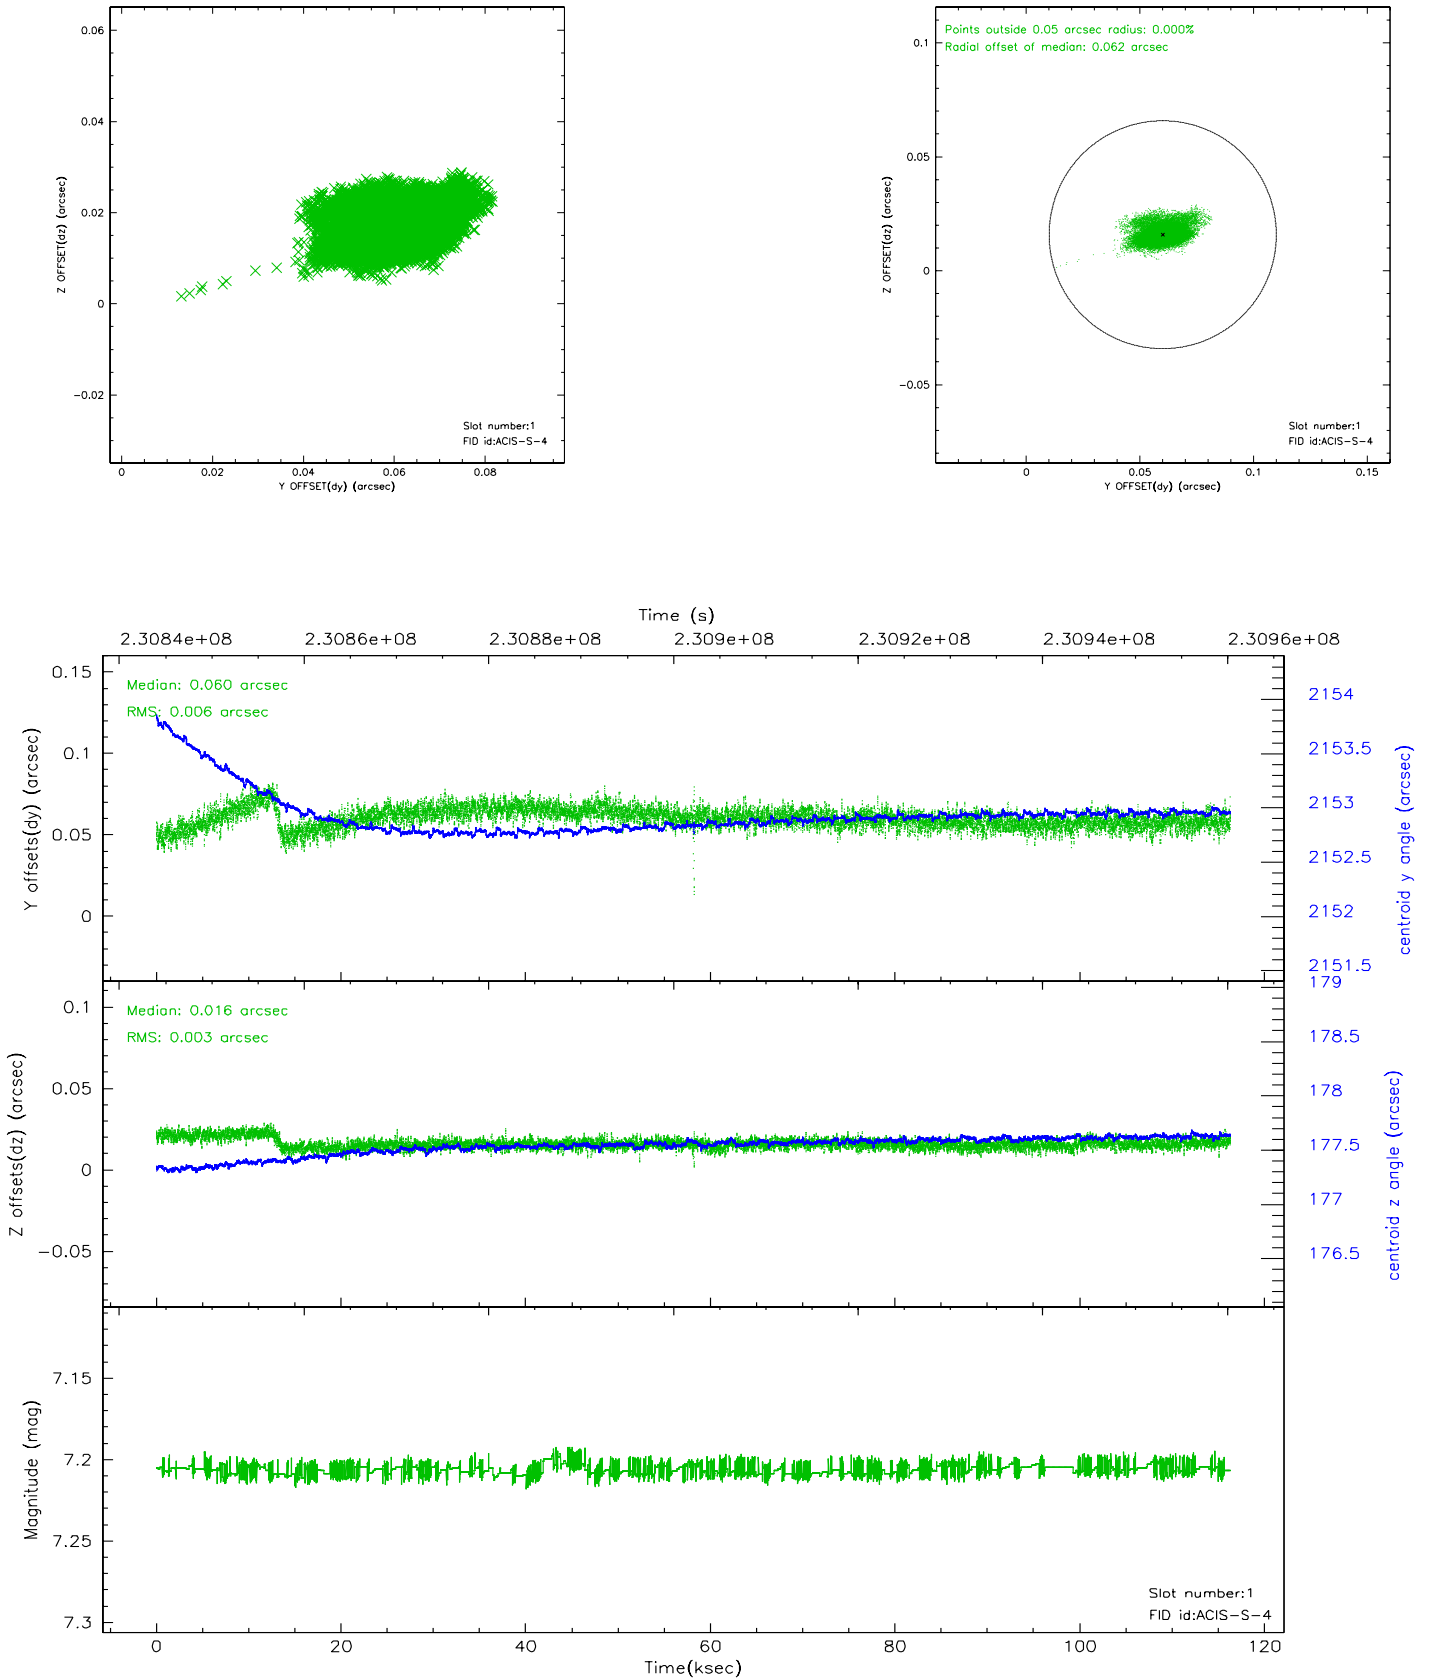 0.06
0.04
0.02
0
−0.02
Z OFFSET(dz) (arcsec)
Slot number:1
FID id:ACIS−S−4
0 0.02 0.04 0.06 0.08
Y OFFSET(dy) (arcsec)
Points outside 0.05 arcsec radius: 0.000%
Radial offset of median: 0.062 arcsec
0.1
0.05
0
−0.05
Z OFFSET(dz) (arcsec)
Slot number:1
FID id:ACIS−S−4
0 0.05 0.1 0.15
Y OFFSET(dy) (arcsec)
Time (s)
2.3084e+08 2.3086e+08 2.3088e+08 2.309e+08 2.3092e+08 2.3094e+08 2.3096e+08
Median: 0.060 arcsec
RMS: 0.006 arcsec
0.15
0.1
0.05
0
Y offsets(dy) (arcsec)
2154
2153.5
2153
2152.5
2152
2151.5
centroid y angle (arcsec)
Median: 0.016 arcsec
RMS: 0.003 arcsec
0.1
0.05
0
−0.05
Z offsets(dz) (arcsec)
179
178.5
178
177.5
177
176.5
centroid z angle (arcsec)
7.15
7.2
7.25
7.3
Magnitude (mag)
Slot number:1
FID id:ACIS−S−4
0 20 40 60 80 100 120
Time(ksec)